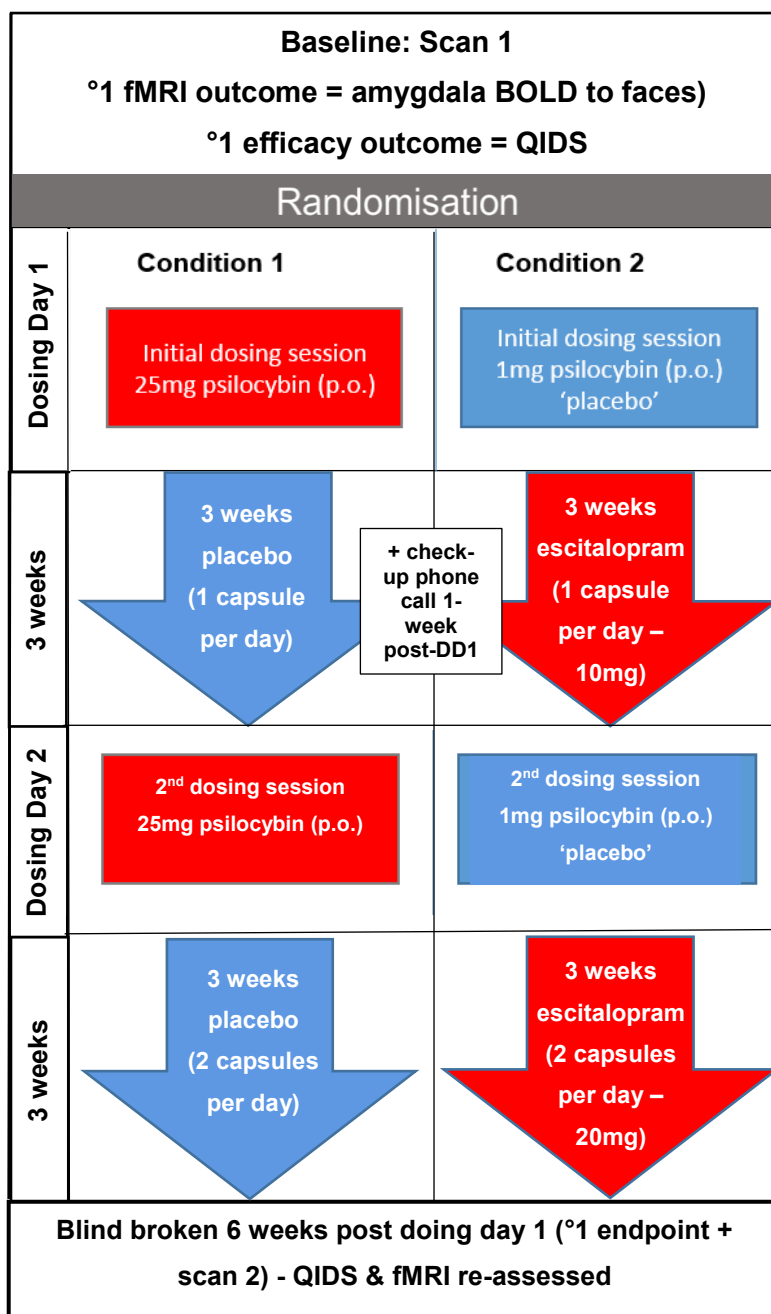 Baseline: Scan 1
°1 fMRI outcome = amygdala BOLD to faces)
°1 efficacy outcome = QIDS
Randomisation
Dosing Day 1
Condition 1
Initial dosing session
25mg psilocybin (p.o.)
Condition 2
Initial dosing session
1mg psilocybin (p.o.)
‘placebo’
3 weeks
3 weeks
placebo
(1 capsule
per day)
+ check-
up phone
call 1-
week
post-DD1
3 weeks
escitalopram
(1 capsule
per day –
10mg)
Dosing Day 2
2nd dosing session
25mg psilocybin (p.o.)
2nd dosing session
1mg psilocybin (p.o.)
‘placebo’
3 weeks
3 weeks
placebo
(2 capsules
per day)
3 weeks
escitalopram
(2 capsules
per day –
20mg)
Blind broken 6 weeks post doing day 1 (°1 endpoint +
scan 2) - QIDS & fMRI re-assessed